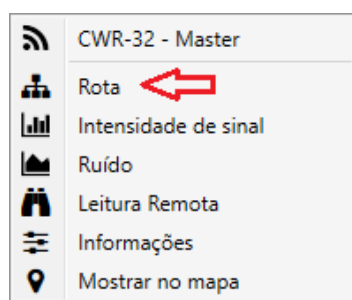 CWR-32 - Master
Rota
Intensidade de sinal
Ruído
Leitura Remota
Informações
Mostrar no mapa